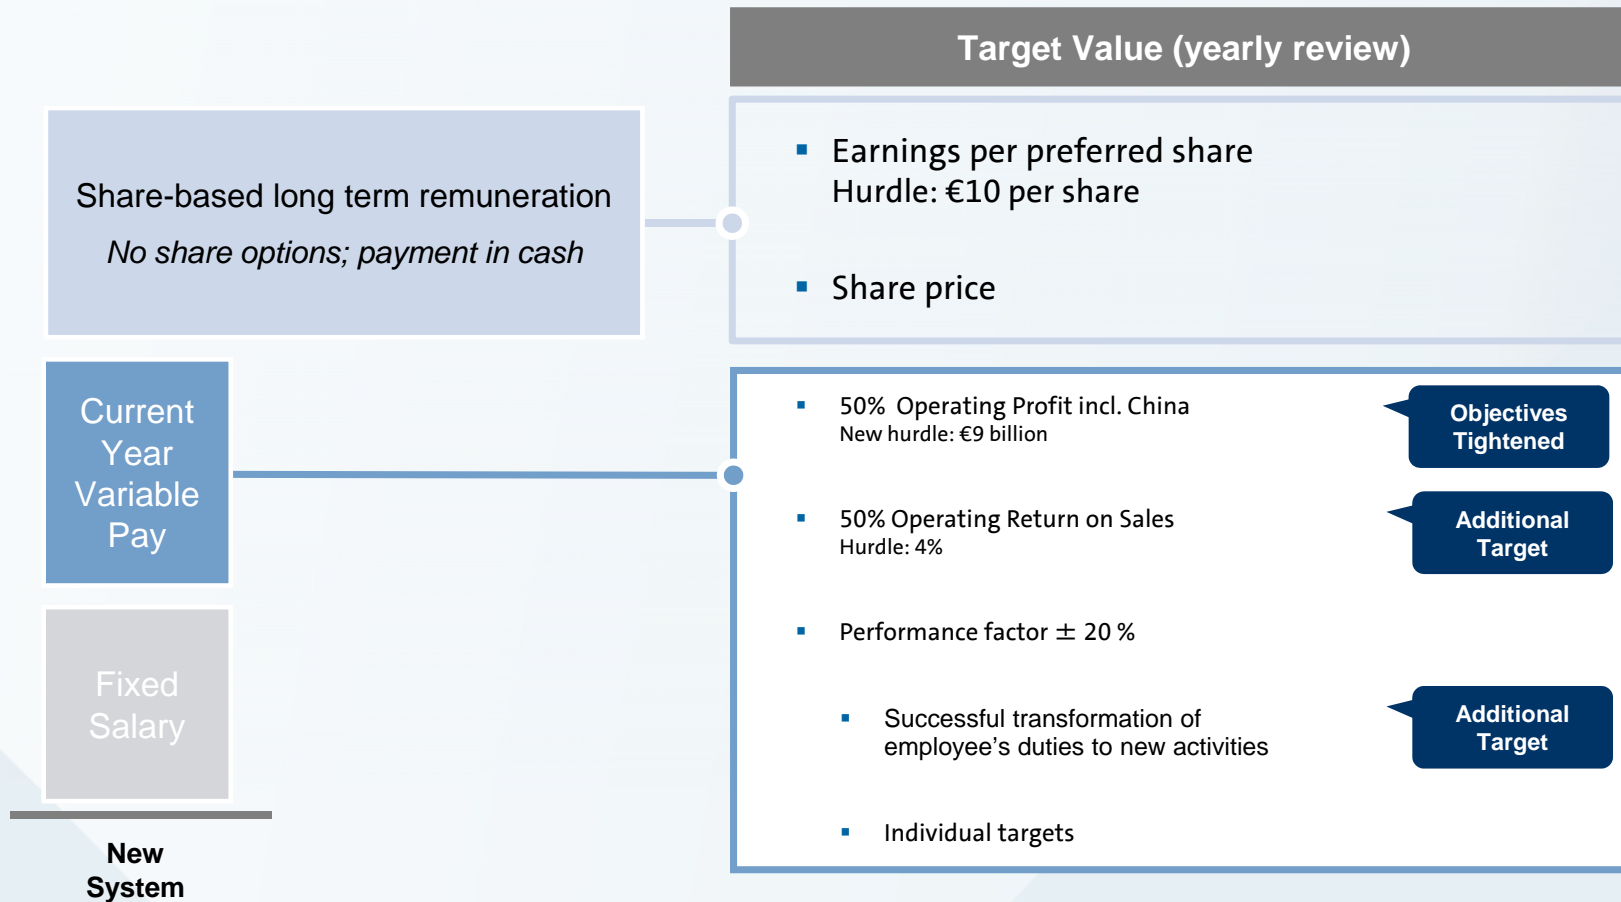 Target Value (yearly review)
Share-based long term remuneration
No share options; payment in cash
▪ Earnings per preferred share
Hurdle: €10 per share
▪ Share price
Current
Year
Variable
Pay
▪ 50% Operating Profit incl. China
New hurdle: €9 billion
Objectives
Tightened
▪ 50% Operating Return on Sales
Hurdle: 4%
Additional
Target
▪ Performance factor ± 20 %
▪ Successful transformation of
employee’s duties to new activities
Additional
Target
▪ Individual targets
Fixed
Salary
New
System